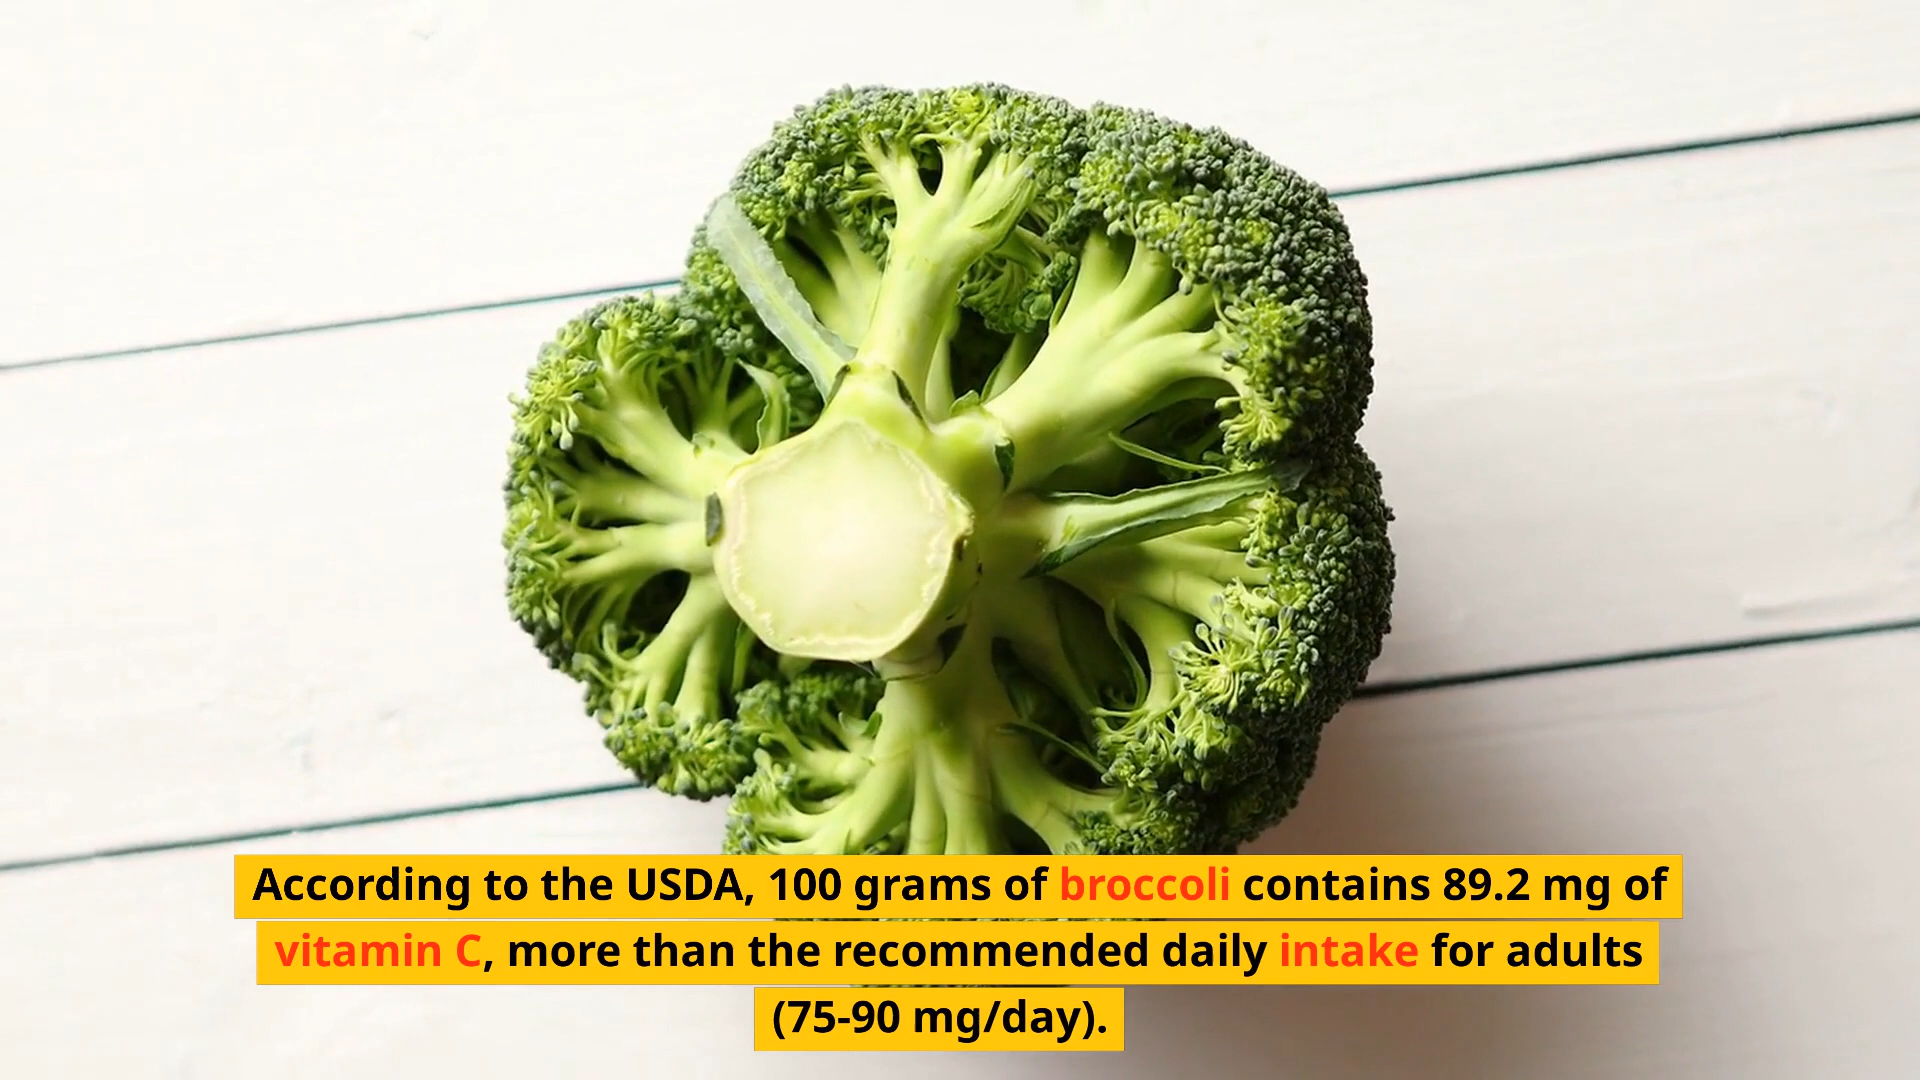 According to the USDA, 100 grams of broccoli contains 89.2 mg of
vitamin C, more than the recommended daily intake for adults
(75-90 mg/day).